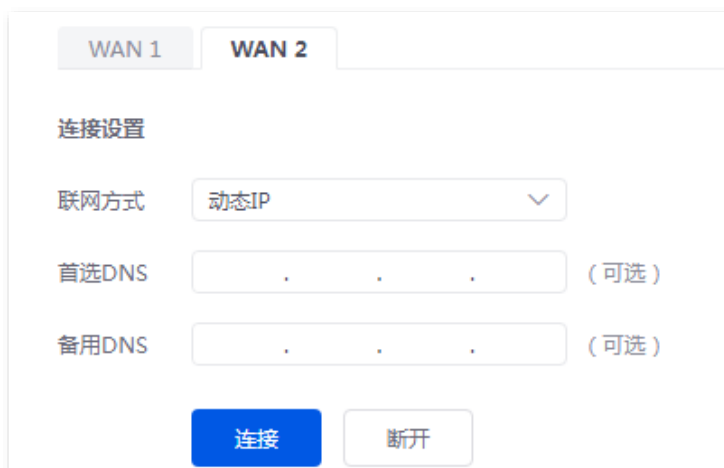 WAN 1 WAN 2
连接设置
联网方式 动态IP
首选DNS . . . (可选)
备用DNS . . . (可选)
连接 断开